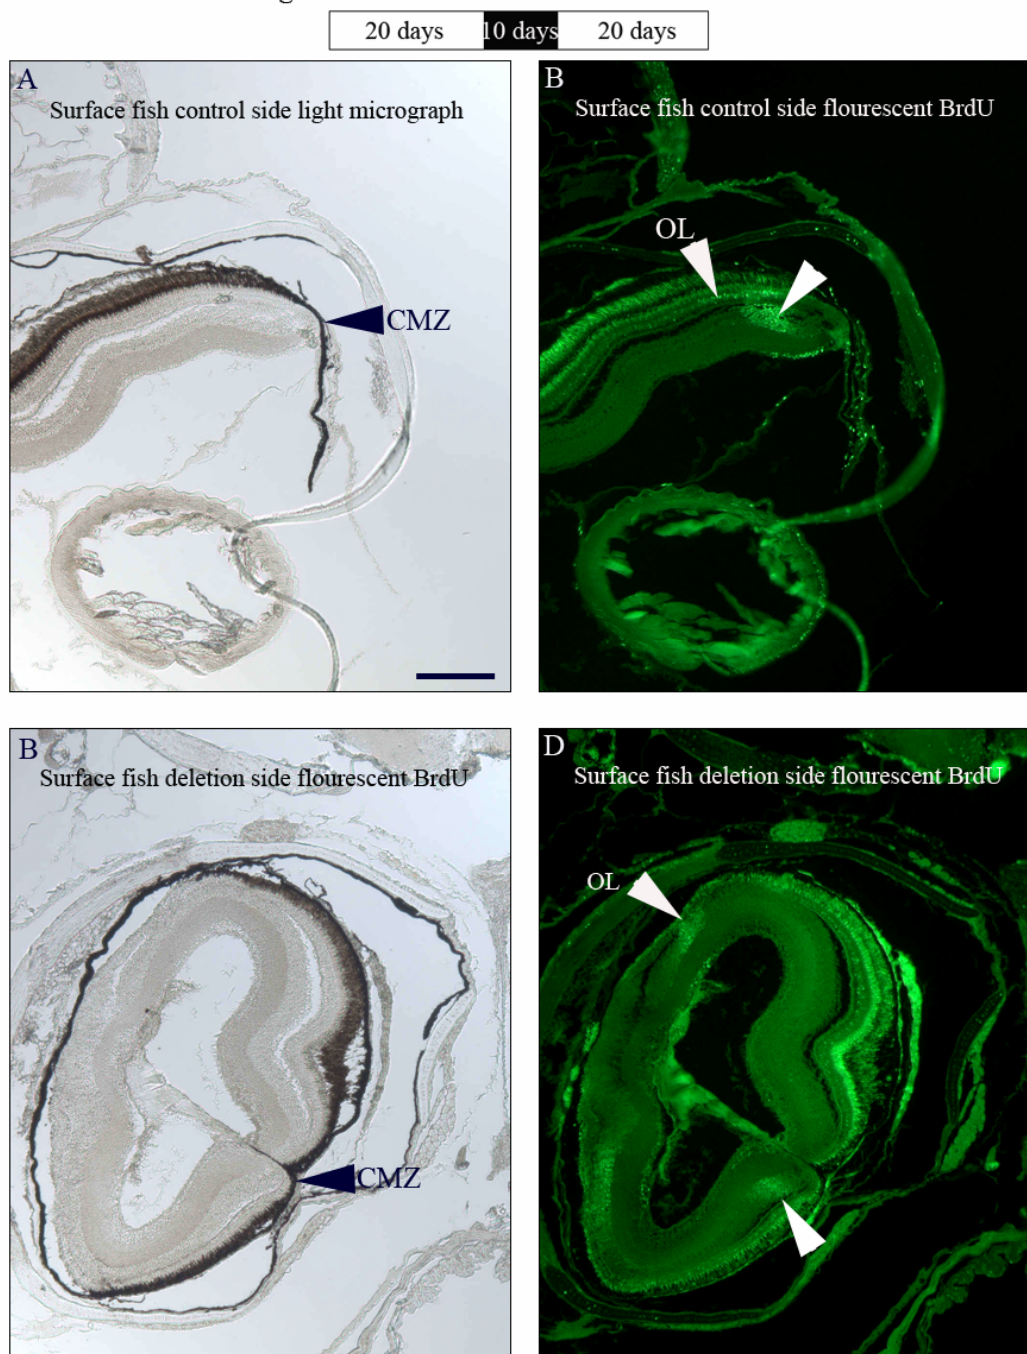 20 days 10 days 20 days
A
Surface fish control side light micrograph
CMZ
B
Surface fish control side flourescent BrdU
OL
B
Surface fish deletion side flourescent BrdU
CMZ
D
Surface fish deletion side flourescent BrdU
OL